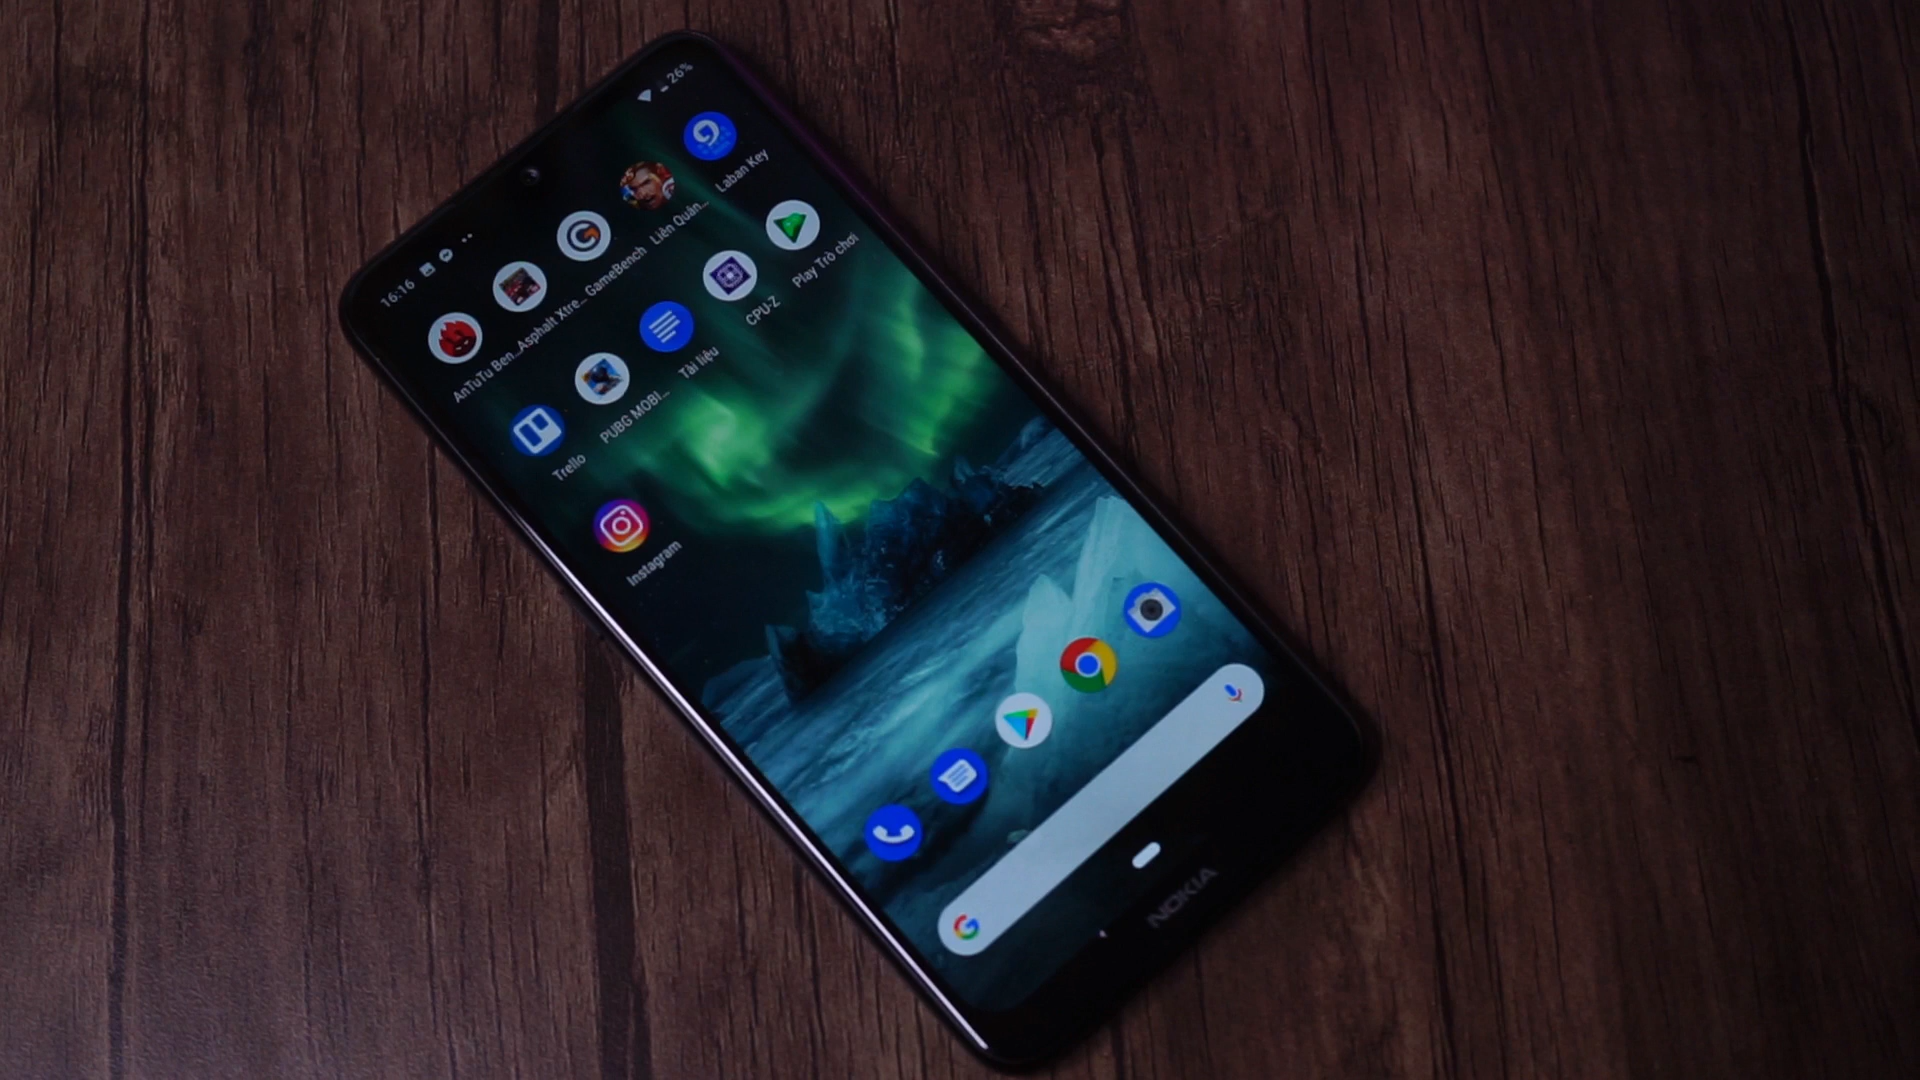 16:16
26%
AnTuTu Ben...
Asphalt Xtre...
GameBench
Liên Quân...
Laban Key
Trello
PUBG MOBI...
Tài liệu
CPU-Z
Play Trò chơi
Instagram
NOKIA